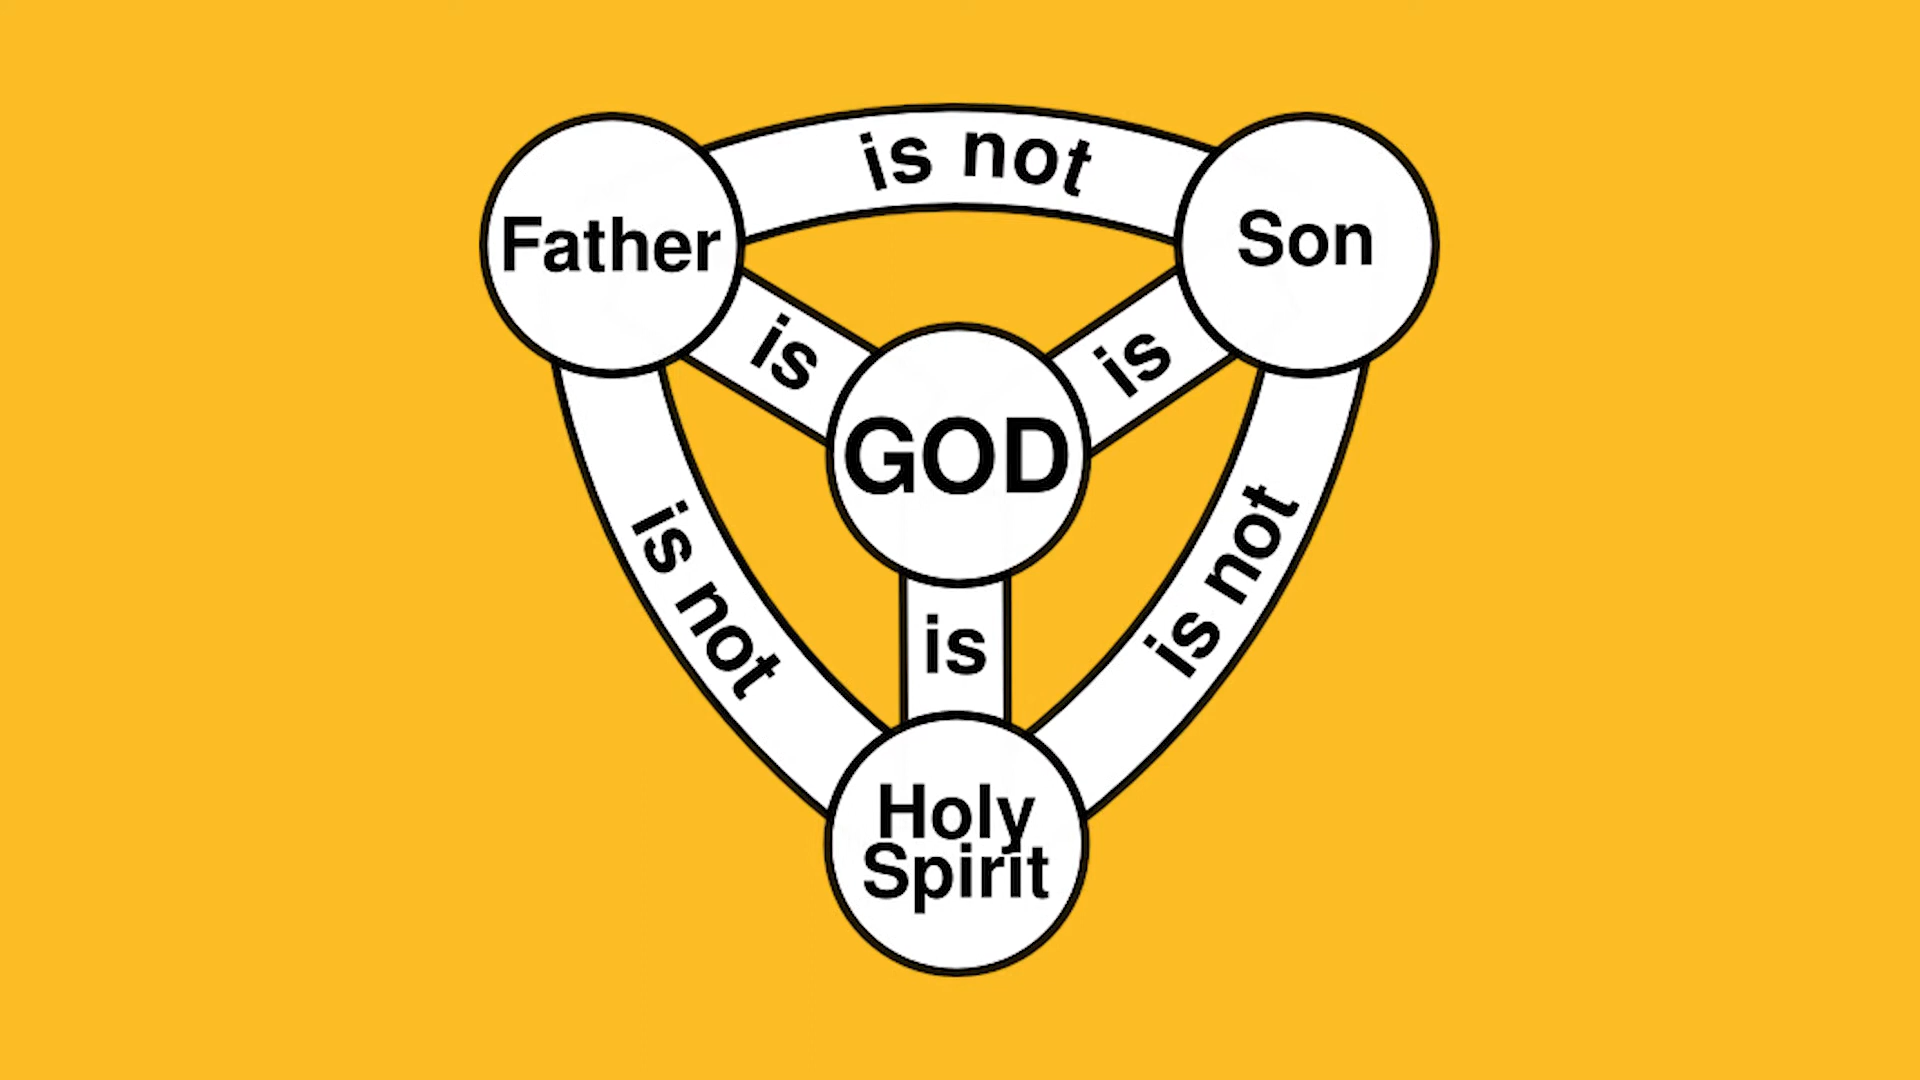 is not
Father
Son
is
is
GOD
is not
is not
is
Holy
Spirit